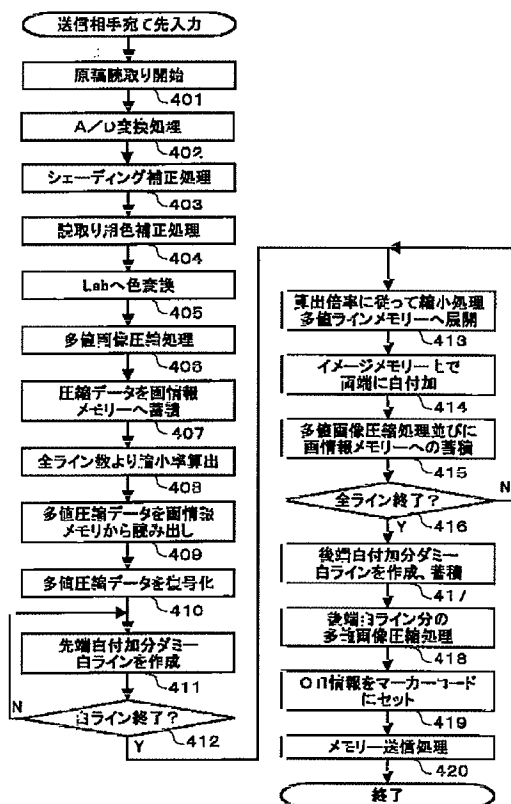 送信相手宛て先入力
原稿読取り開始
401
A/D変換処理
402
シェーディング補正処理
403
読取り用色補正処理
404
Labへ色変換
405
多値画像圧縮処理
406
圧縮データを画情報
メモリーへ蓄積
407
全ライン数より縮小率算出
408
多値圧縮データを画情報
メモリから読み出し
409
多値圧縮データを復号化
410
先端白付加分ダミー
白ラインを作成
411
N
白ライン終了?
412
Y
算出倍率に従って縮小処理
多値ラインメモリーへ展開
413
イメージメモリー上で
両端に白付加
414
多値画像圧縮処理並びに
画情報メモリーへの蓄積
415
全ライン終了?
N
416
Y
後端白付加分ダミー
白ラインを作成、蓄積
417
後端白ライン分の
多値画像圧縮処理
418
情報をマーカーコード
にセット
419
メモリー送信処理
420
終了